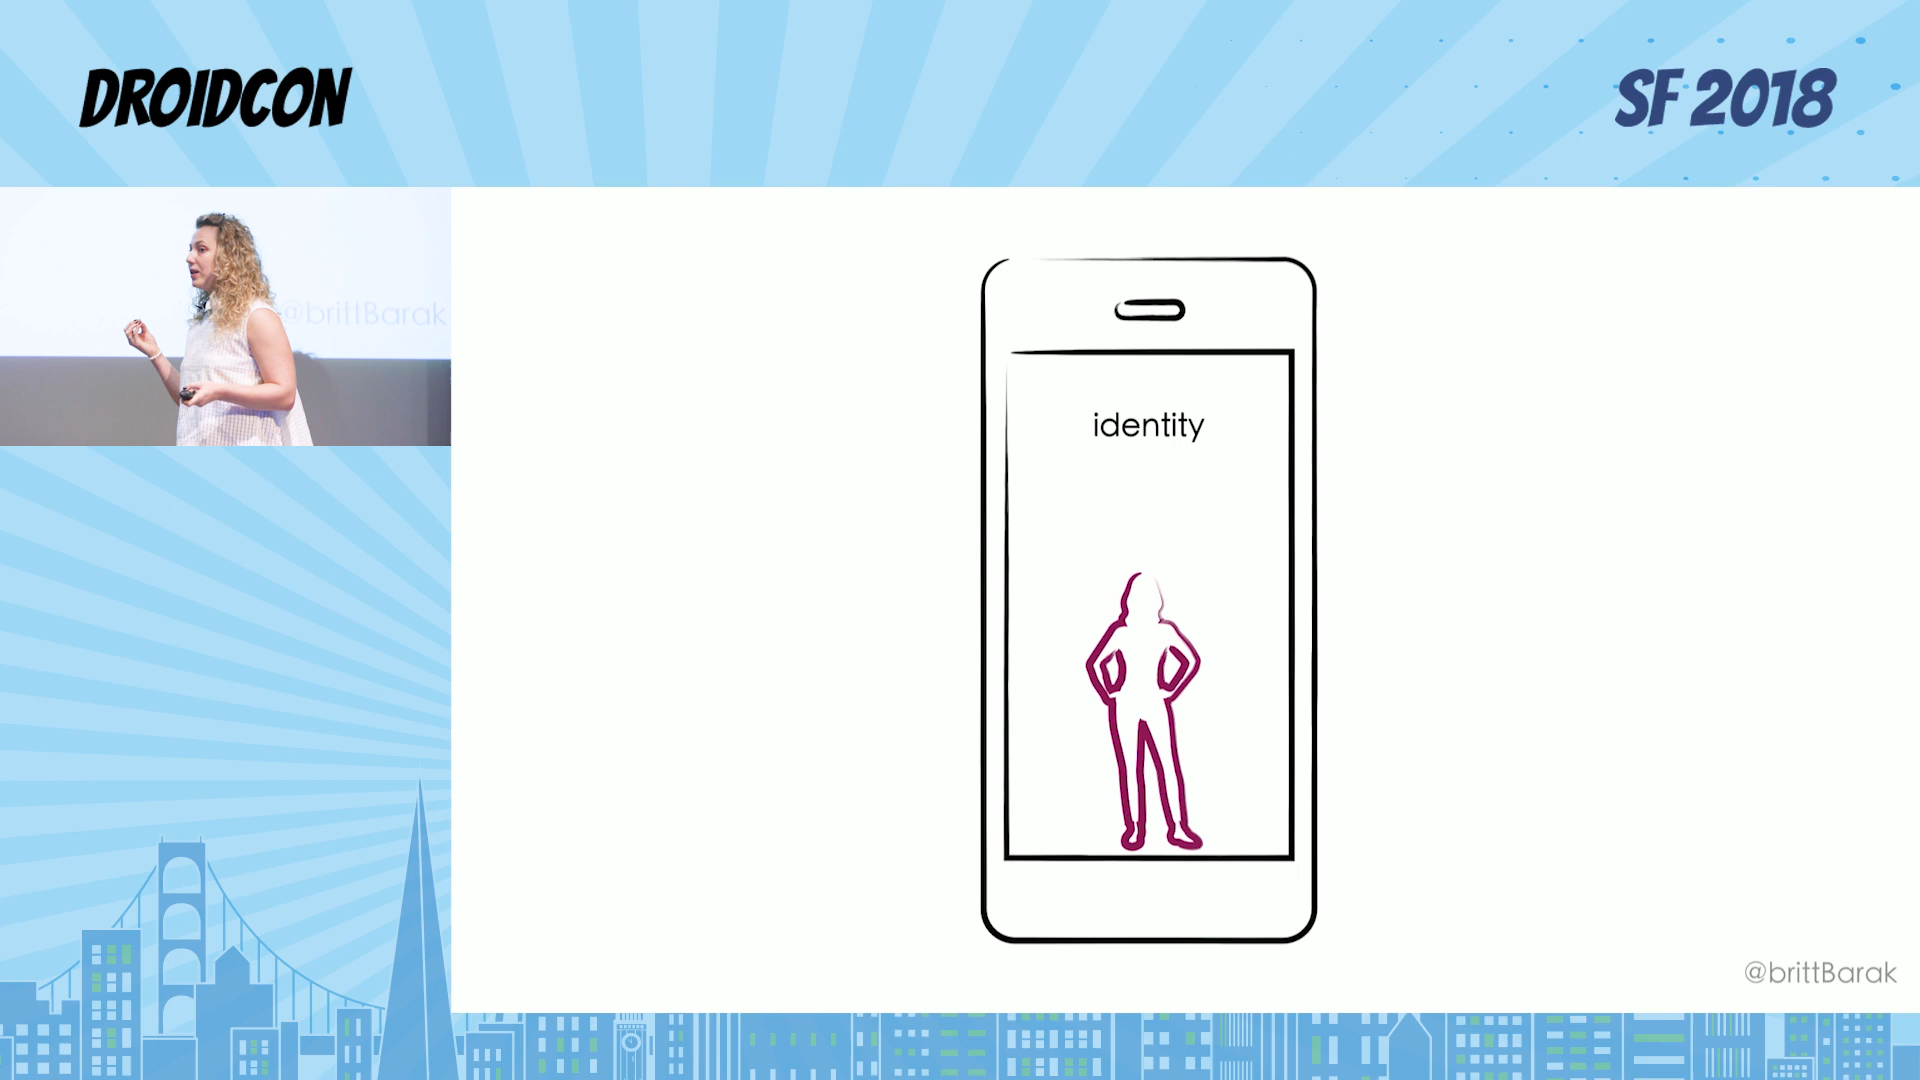 DROIDCON
SF 2018
@brittBarak
identity
@brittBarak